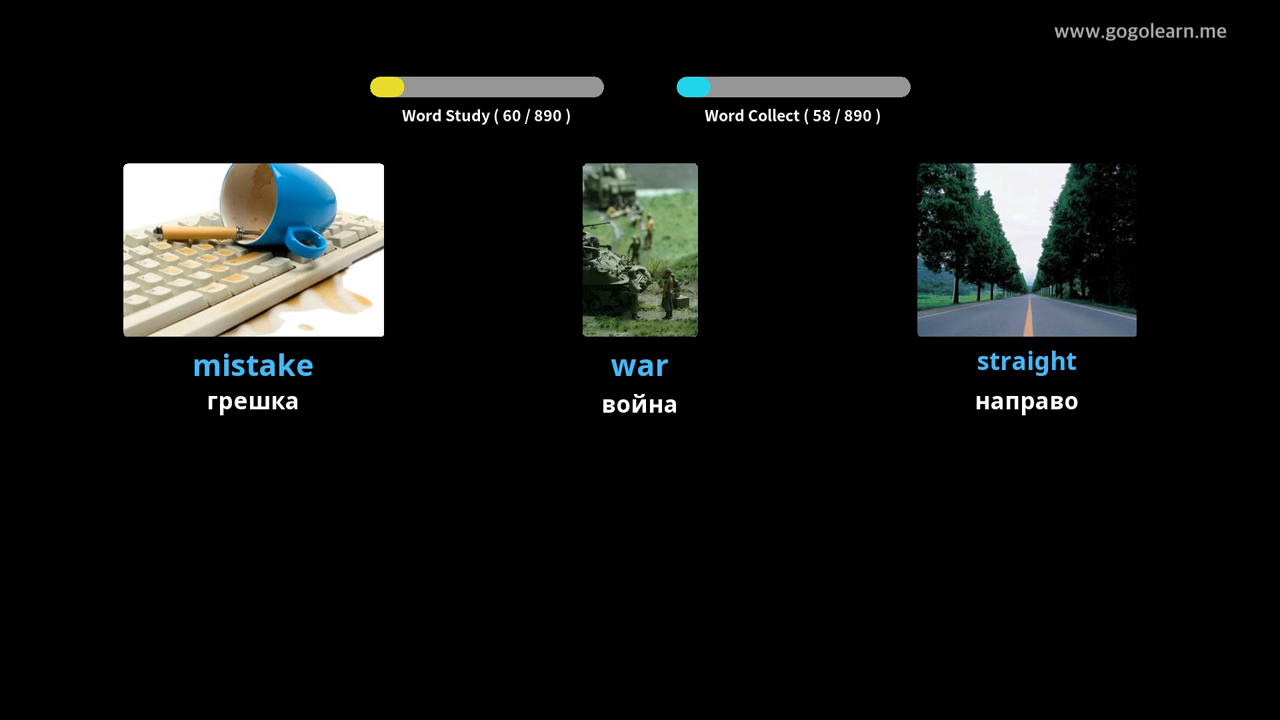 www.gogolearn.me
Word Study ( 60 / 890 )
Word Collect ( 58 / 890 )
mistake
грешка
war
война
straight
направо